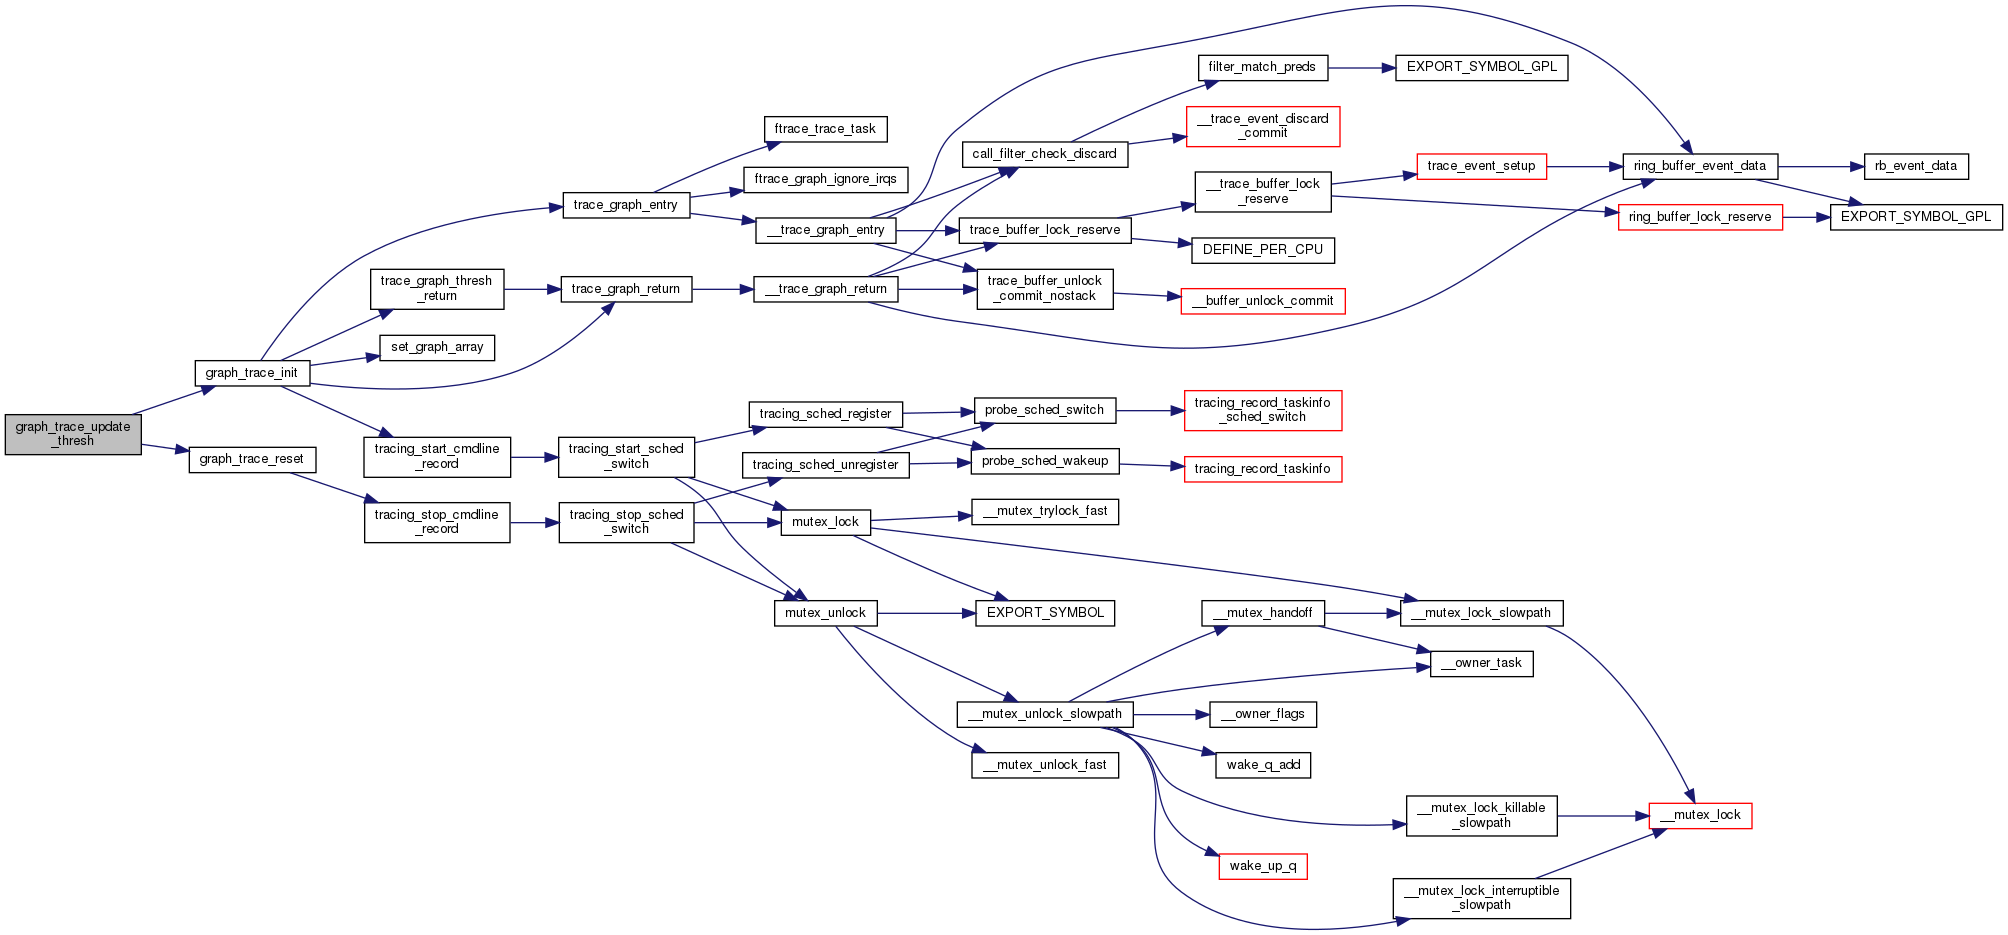 graph_trace_update
_thresh
graph_trace_init
graph_trace_reset
trace_graph_thresh
_return
set_graph_array
tracing_start_cmdline
_record
tracing_stop_cmdline
_record
trace_graph_entry
trace_graph_return
tracing_start_sched
_switch
tracing_stop_sched
_switch
ftrace_trace_task
ftrace_graph_ignore_irqs
__trace_graph_entry
__trace_graph_return
tracing_sched_register
tracing_sched_unregister
mutex_lock
mutex_unlock
call_filter_check_discard
trace_buffer_lock_reserve
trace_buffer_unlock
_commit_nostack
probe_sched_switch
probe_sched_wakeup
__mutex_trylock_fast
EXPORT_SYMBOL
__mutex_unlock_slowpath
__mutex_unlock_fast
filter_match_preds
__trace_event_discard
_commit
__trace_buffer_lock
_reserve
DEFINE_PER_CPU
__buffer_unlock_commit
tracing_record_taskinfo
_sched_switch
tracing_record_taskinfo
__mutex_handoff
__owner_flags
wake_q_add
wake_up_q
EXPORT_SYMBOL_GPL
trace_event_setup
__mutex_lock_slowpath
__owner_task
__mutex_lock_killable
_slowpath
__mutex_lock_interruptible
_slowpath
ring_buffer_event_data
ring_buffer_lock_reserve
__mutex_lock
rb_event_data
EXPORT_SYMBOL_GPL